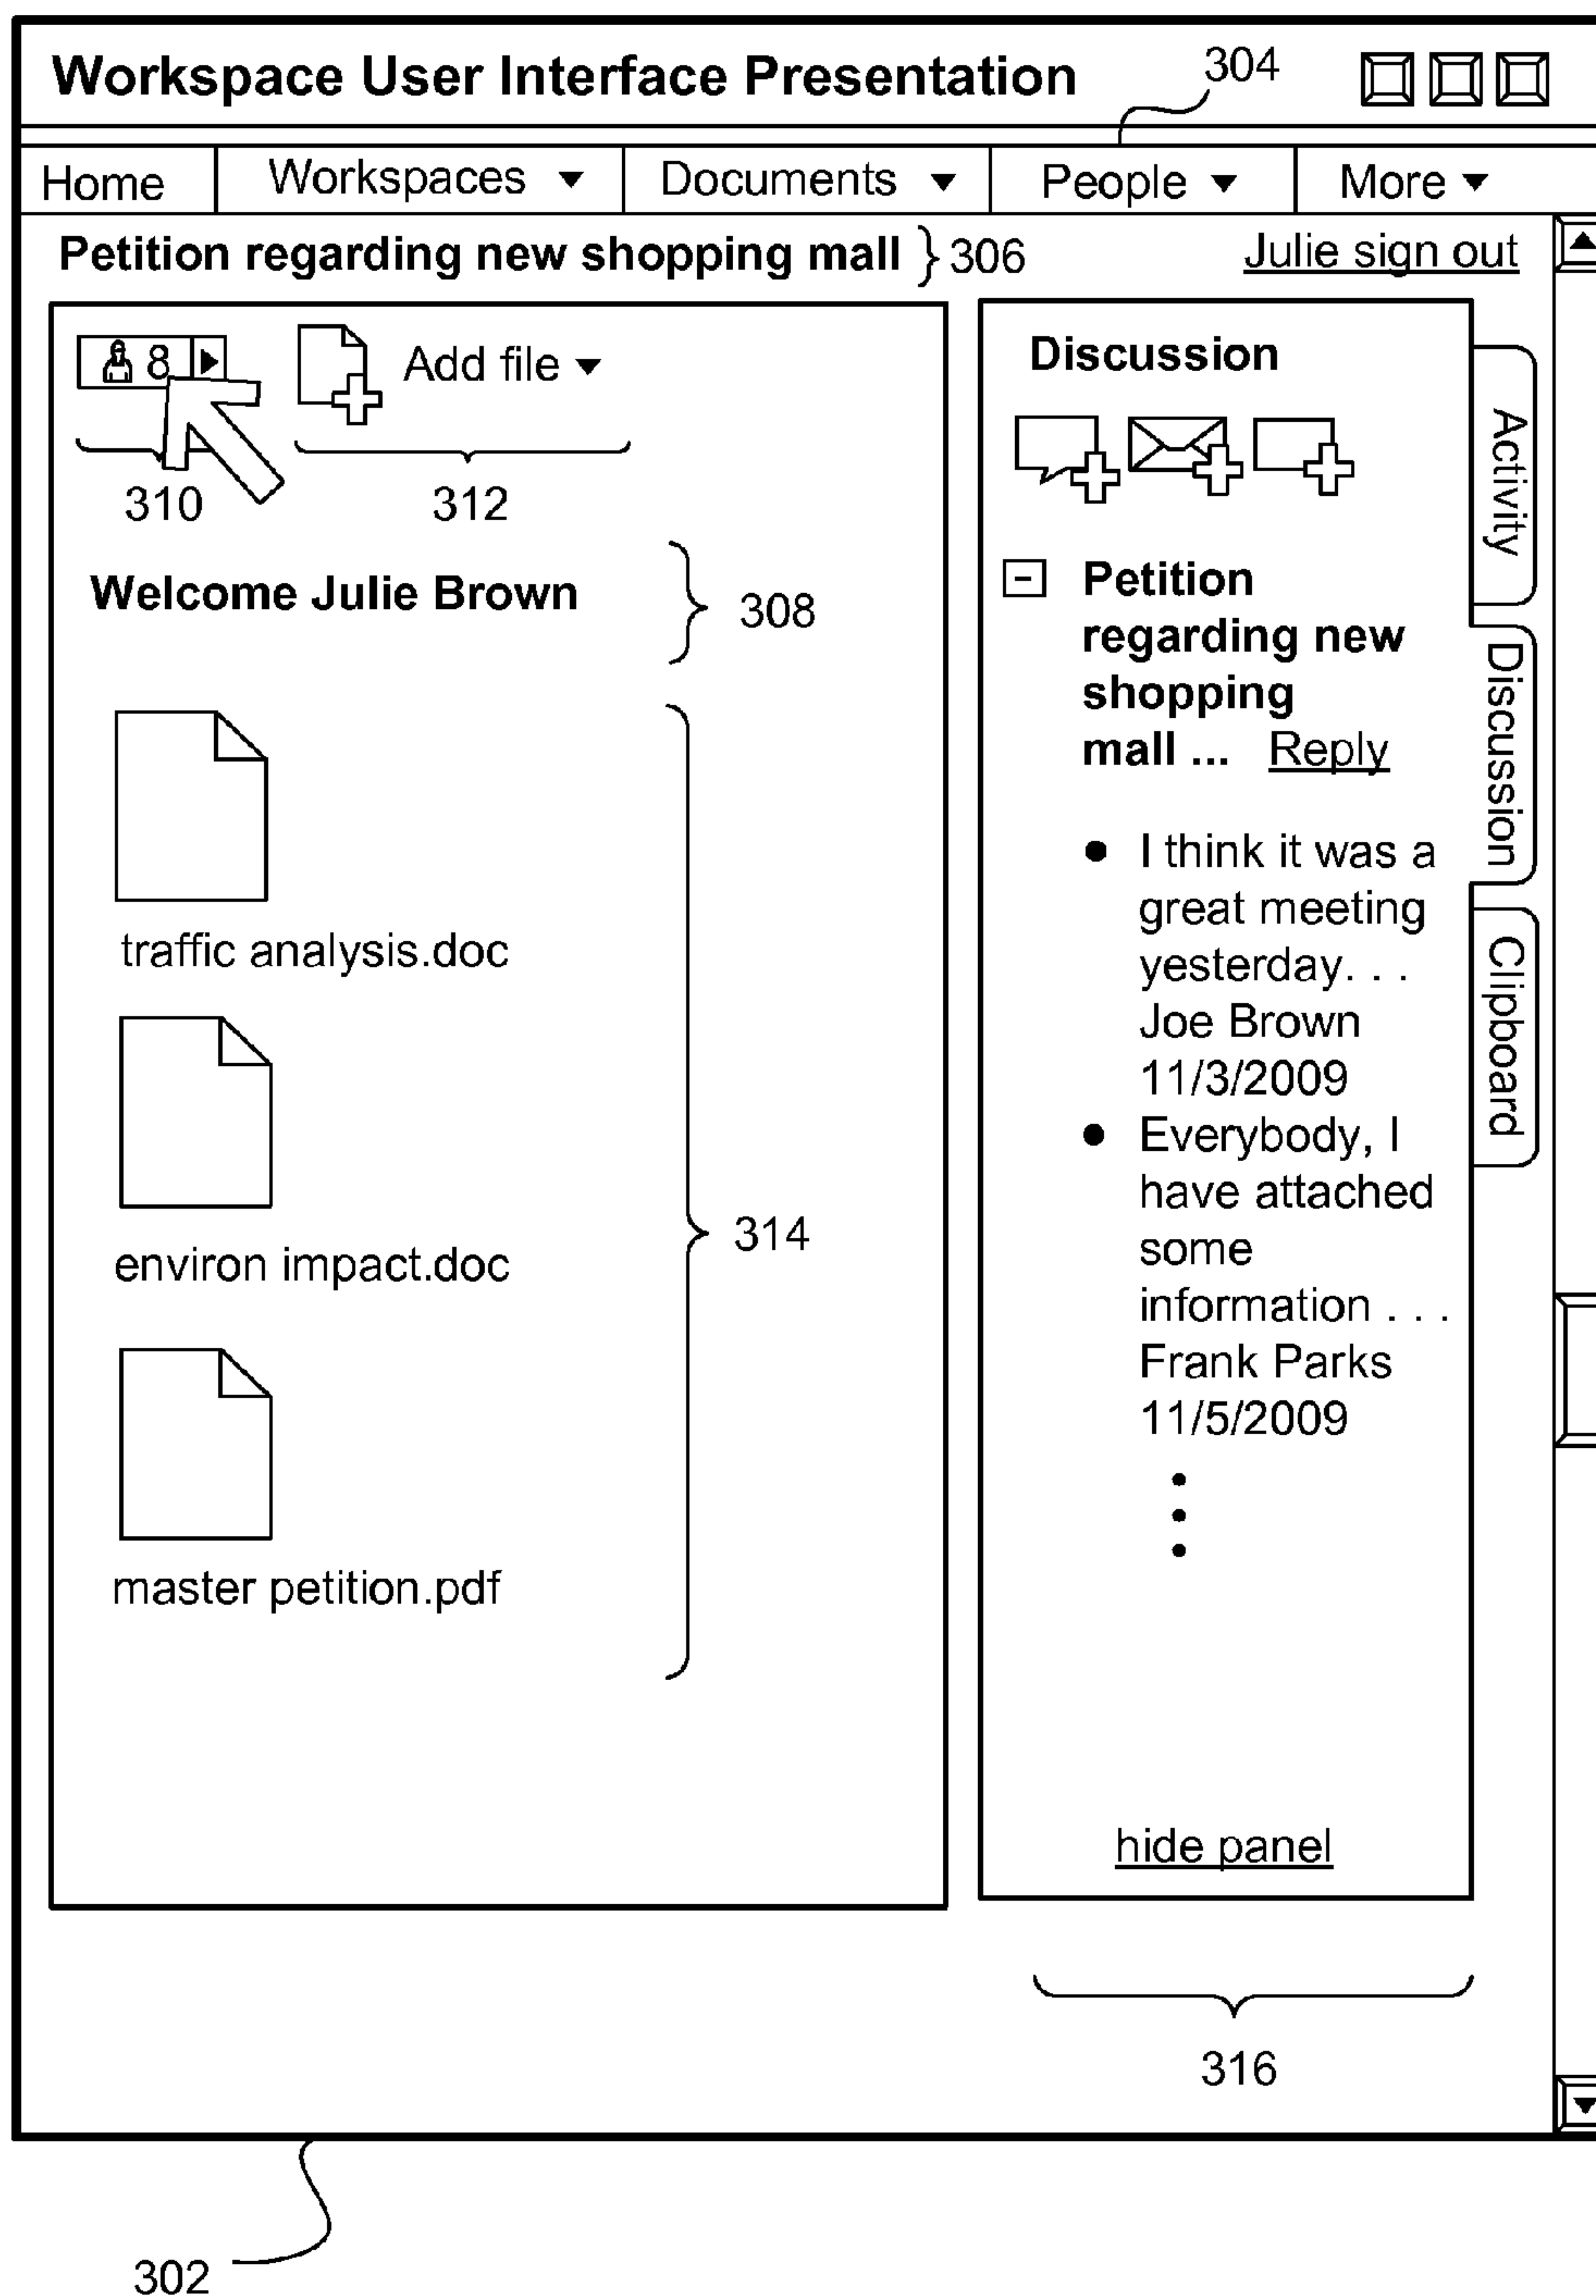 Workspace User Interface Presentation
304
Home
Workspaces
Documents
People
More
Petition regarding new shopping mall
306
Julie sign out
8
Add file
310
312
Welcome Julie Brown
308
traffic analysis.doc
environ impact.doc
master petition.pdf
314
Discussion
Petition
regarding new
shopping
mall ... Reply
I think it was a
great meeting
yesterday. . .
Joe Brown
11/3/2009
Everybody, I
have attached
some
information . . .
Frank Parks
11/5/2009
hide panel
Activity
Discussion
Clipboard
316
302